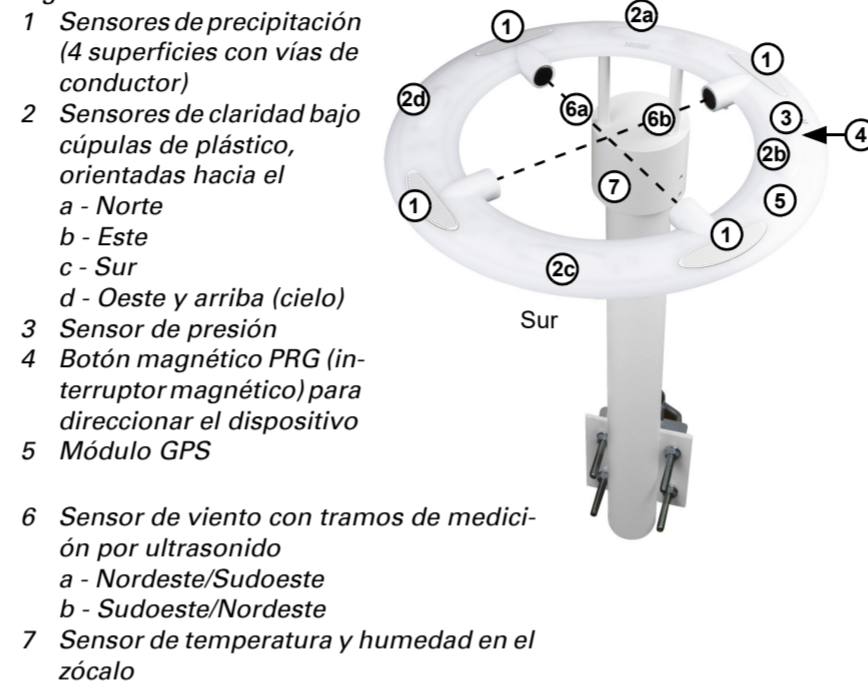 1 Sensores de precipitación
(4 superficies con vías de
conductor)
2 Sensores de claridad bajo
cúpulas de plástico,
orientadas hacia el
a - Norte
b - Este
c - Sur
d - Oeste y arriba (cielo)
3 Sensor de presión
4 Botón magnético PRG (in-
terruptor magnético) para
direccionar el dispositivo
5 Módulo GPS
6 Sensor de viento con tramos de medici-
ón por ultrasonido
a - Nordeste/Sudoeste
b - Sudoeste/Nordeste
7 Sensor de temperatura y humedad en el
zócalo
2a
1
1
2d
6a
6b
3
4
2b
7
5
1
1
2c
Sur